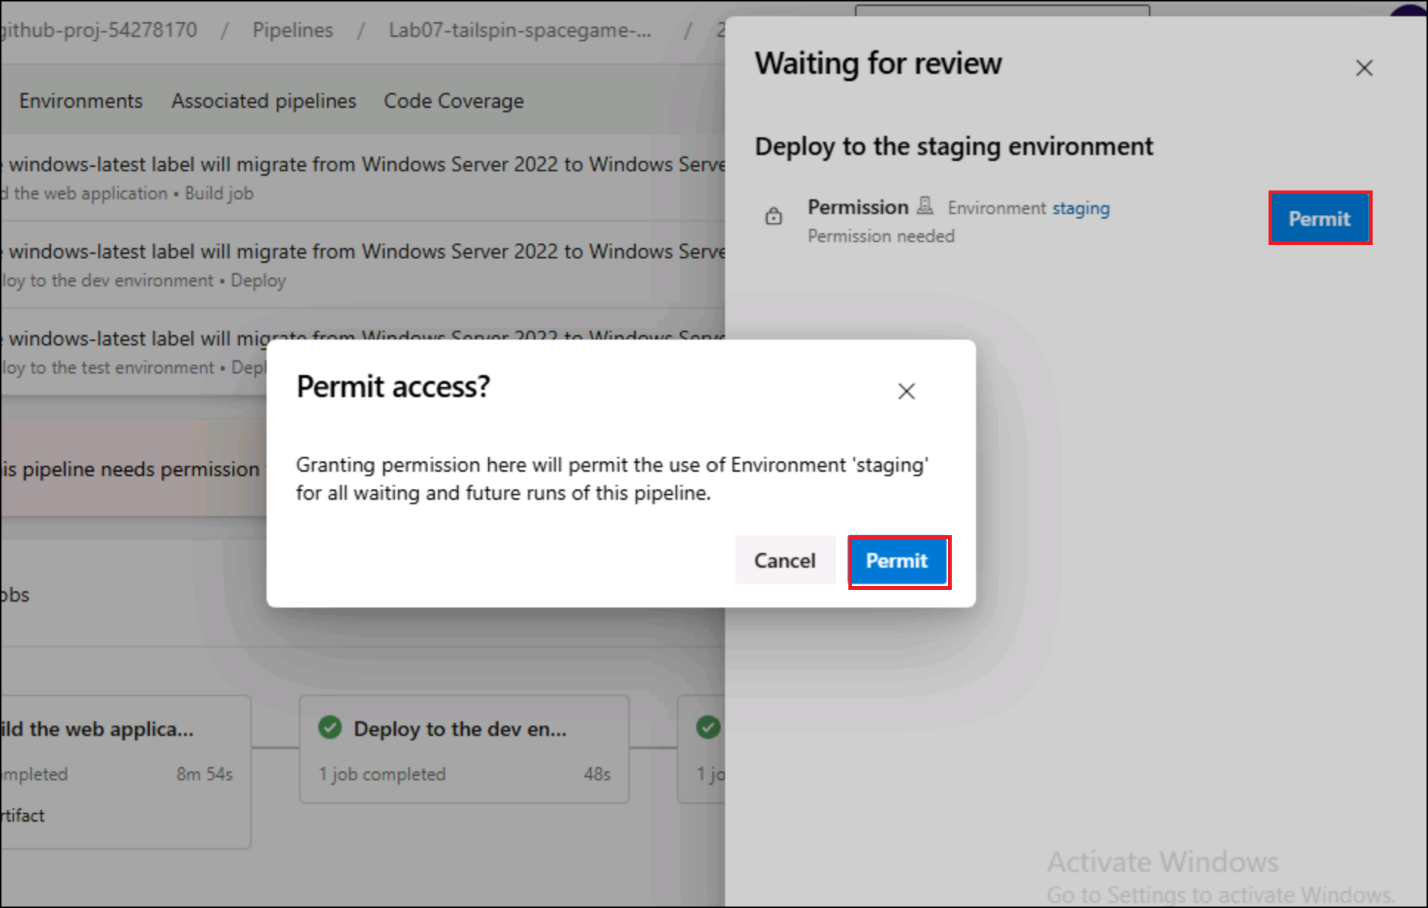 github-proj-54278170 / Pipelines / Lab07-tailspin-spacegame-... / 2
Environments Associated pipelines Code Coverage
windows-latest label will migrate from Windows Server 2022 to Windows Serve
d the web application • Build job
windows-latest label will migrate from Windows Server 2022 to Windows Serve
loy to the dev environment • Deploy
windows-latest label will migrate from Windows Server 2022 to Windows Serve
loy to the test environment • Depl
is pipeline needs permission
obs
ild the web applica...
ompleted 8m 54s
rtifact
Deploy to the dev en...
1 job completed 48s
1 jo
Waiting for review
Deploy to the staging environment
Permission Environment staging
Permission needed
Permit
Permit access?
Granting permission here will permit the use of Environment 'staging'
for all waiting and future runs of this pipeline.
Cancel Permit
Activate Windows
Go to Settings to activate Windows.